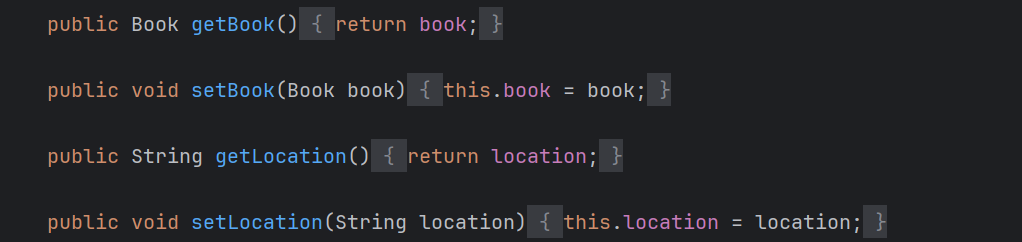 public Book getBook() { return book; }
public void setBook(Book book) { this.book = book; }
public String getLocation() { return location; }
public void setLocation(String location) { this.location = location; }